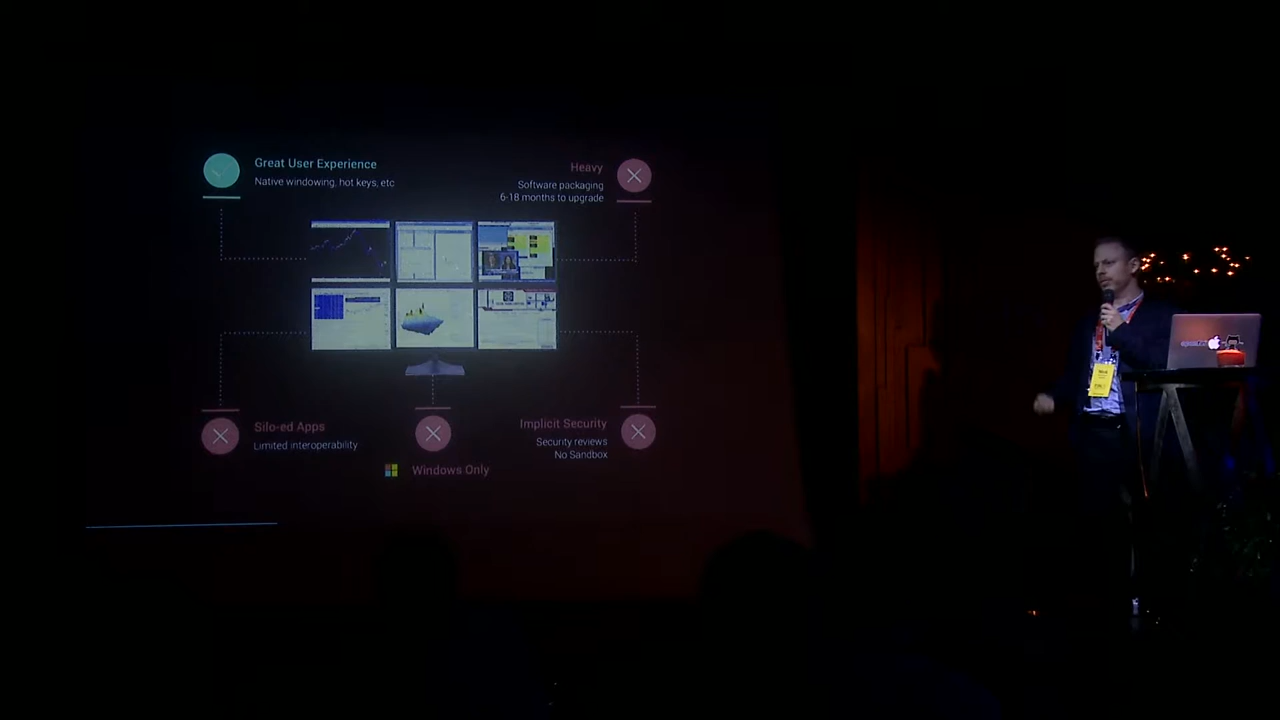 Great User Experience
Native windowing, hot keys, etc
Heavy
Software packaging
6-18 months to upgrade
Silo-ed Apps
Limited interoperability
Windows Only
Implicit Security
Security reviews
No Sandbox